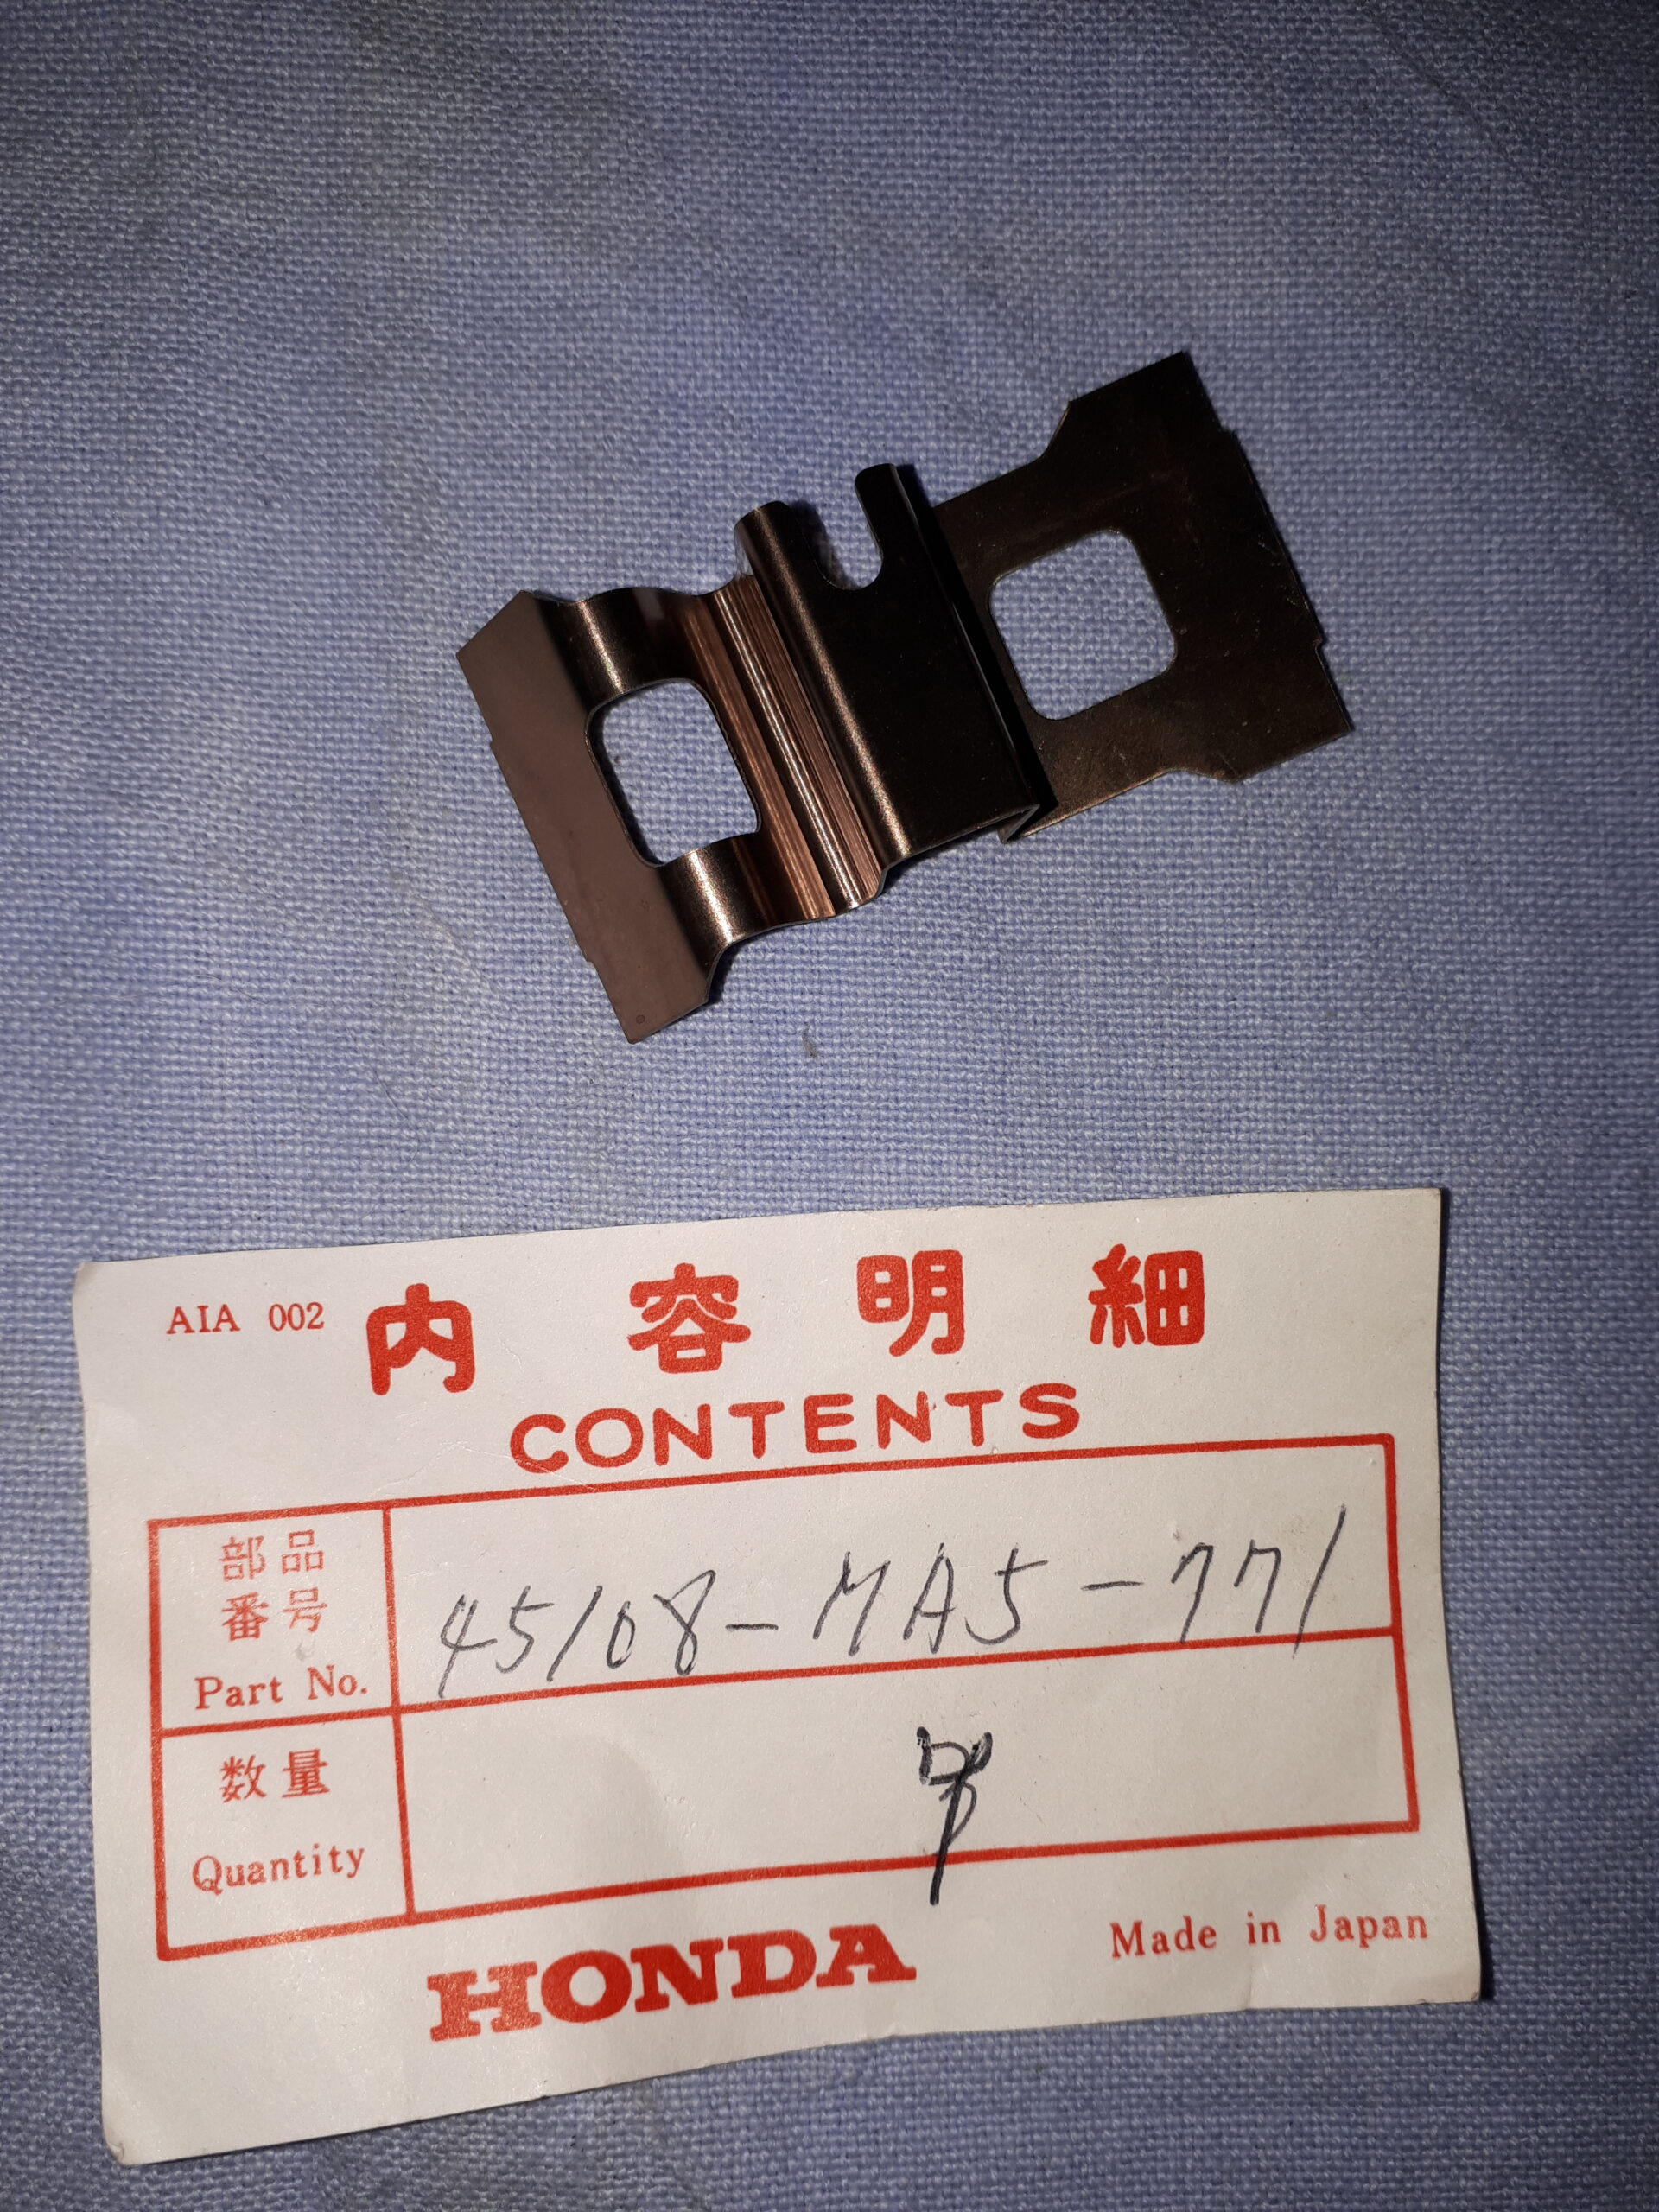 AIA 002 内容明細
CONTENTS
部品
番号
Part No.
45108-MA5-771
数量
Quantity
HONDA
Made in Japan